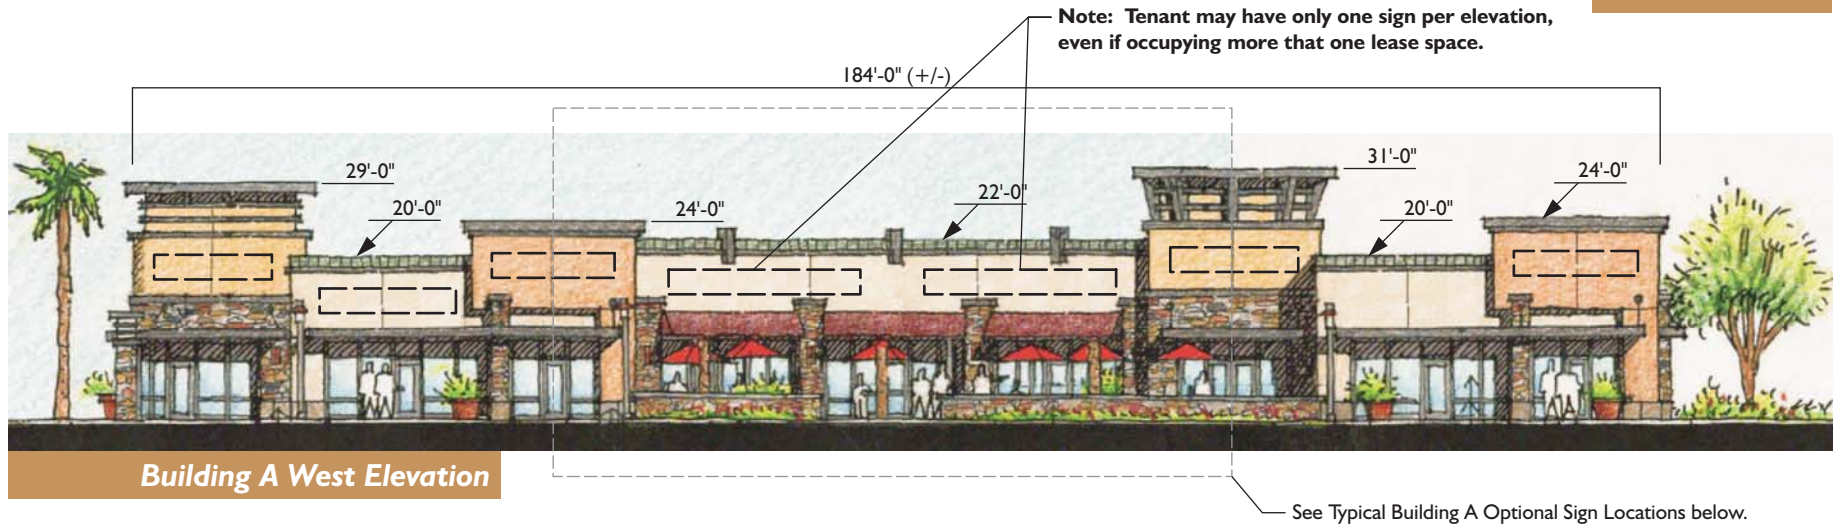 Note: Tenant may have only one sign per elevation,
even if occupying more that one lease space.
184'-0" (+/-)
29'-0"
20'-0"
24'-0"
22'-0"
31'-0"
20'-0"
24'-0"
Building A West Elevation
See Typical Building A Optional Sign Locations below.